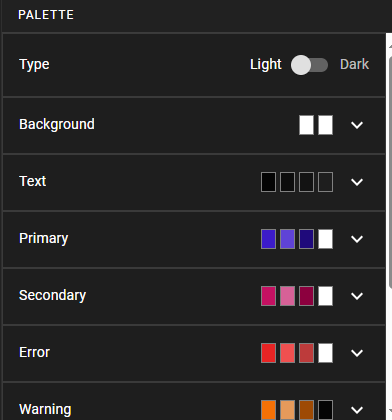 PALETTE
Type Light Dark
Background
Text
Primary
Secondary
Error
Warning